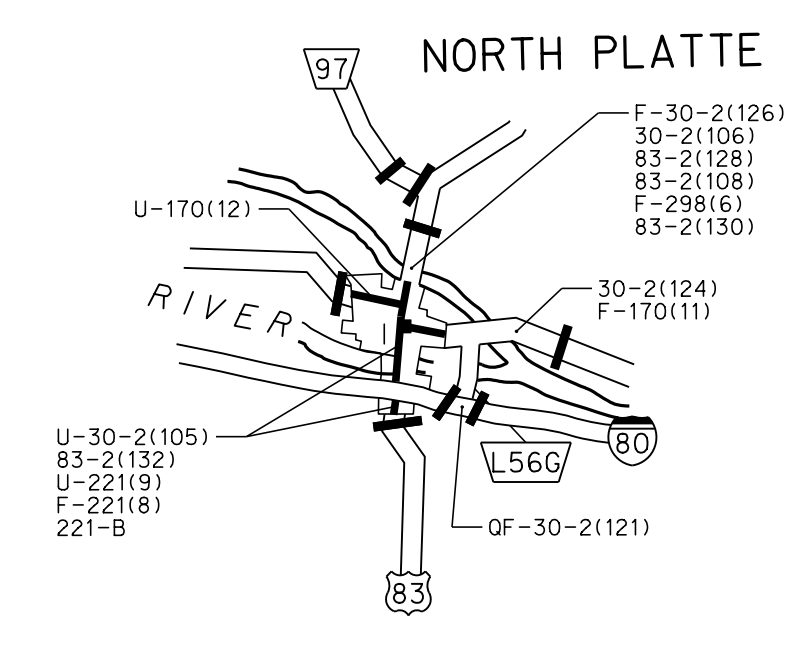 NORTH PLATTE
97
F-30-2(126)
30-2(106)
83-2(128)
83-2(108)
F-298(6)
83-2(130)
U-170(12)
30-2(124)
F-170(11)
RIVER
U-30-2(105)
83-2(132)
U-221(9)
F-221(8)
221-B
80
L56G
QF-30-2(121)
83